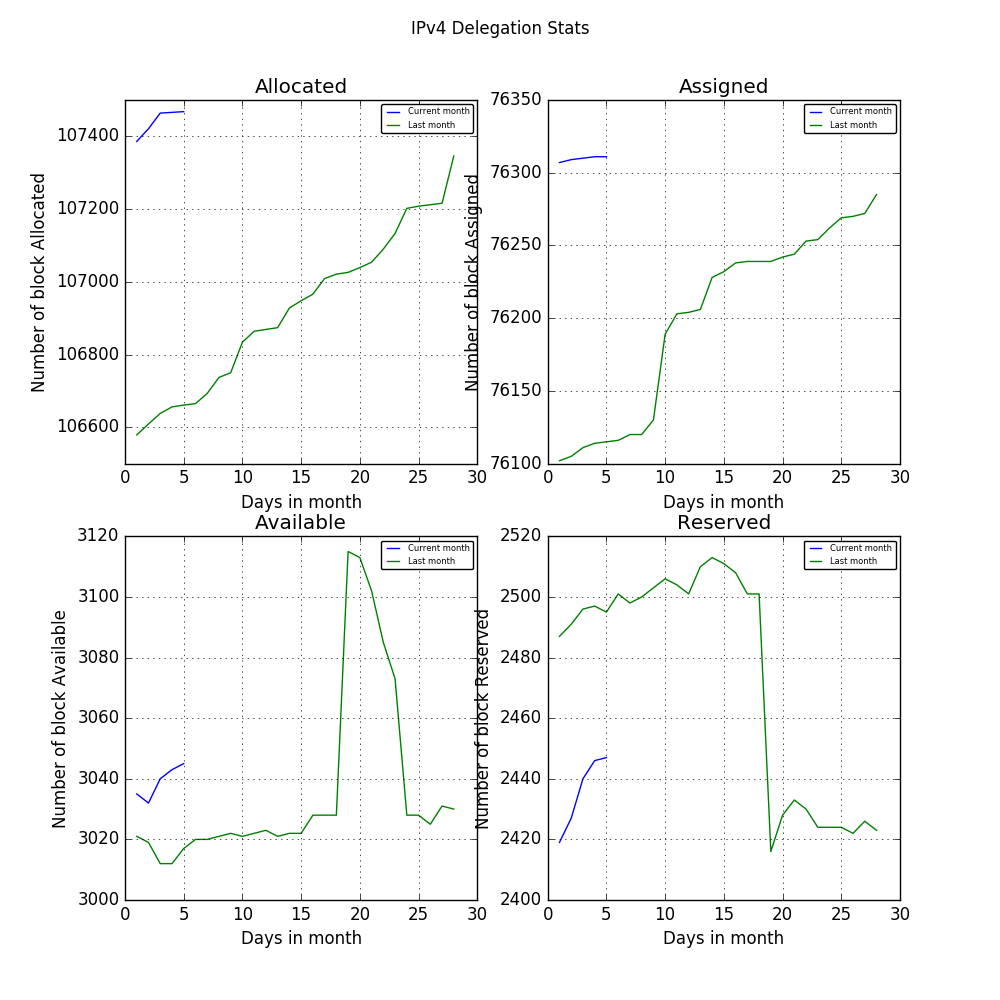 IPv4 Delegation Stats
Allocated
Number of block Allocated
107400
107200
107000
106800
106600
0 5 10 15 20 25 30
Days in month
Current month
Last month
Assigned
Number of block Assigned
76350
76300
76250
76200
76150
76100
0 5 10 15 20 25 30
Days in month
Current month
Last month
Available
Number of block Available
3120
3100
3080
3060
3040
3020
3000
0 5 10 15 20 25 30
Days in month
Current month
Last month
Reserved
Number of block Reserved
2520
2500
2480
2460
2440
2420
2400
0 5 10 15 20 25 30
Days in month
Current month
Last month